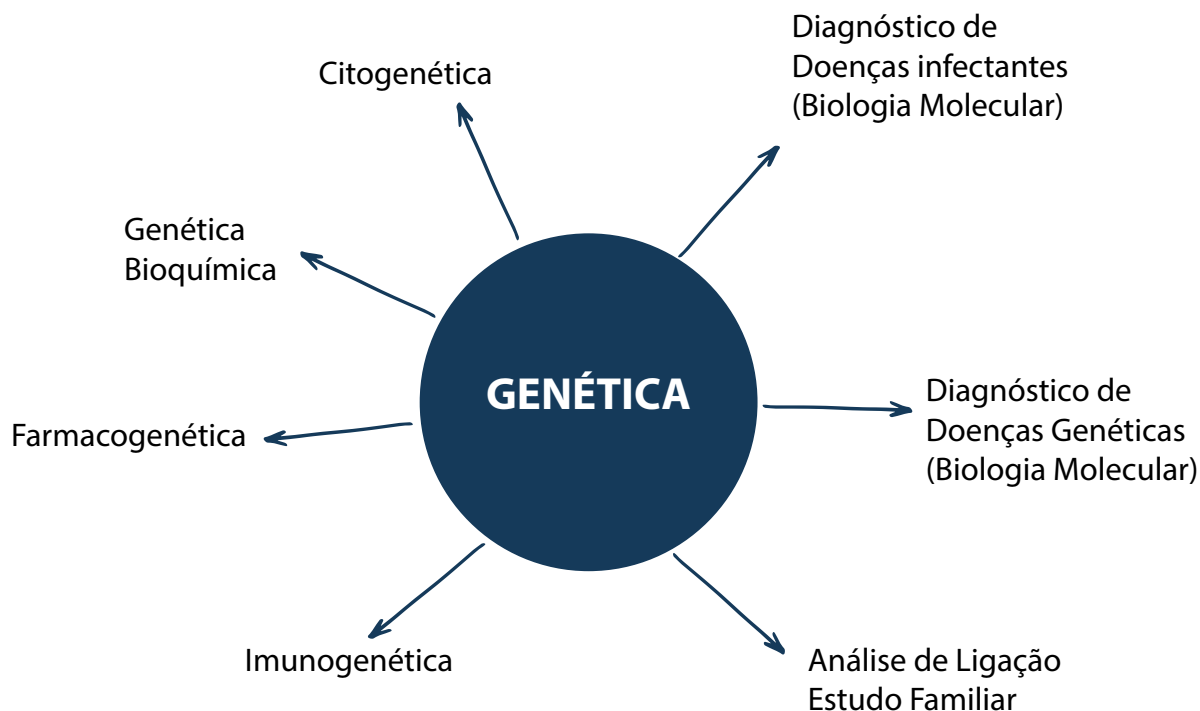 Diagnóstico de
Doenças infectantes
(Biologia Molecular)
Citogenética
Genética
Bioquímica
GENÉTICA
Diagnóstico de
Doenças Genéticas
(Biologia Molecular)
Farmacogenética
Imunogenética
Análise de Ligação
Estudo Familiar